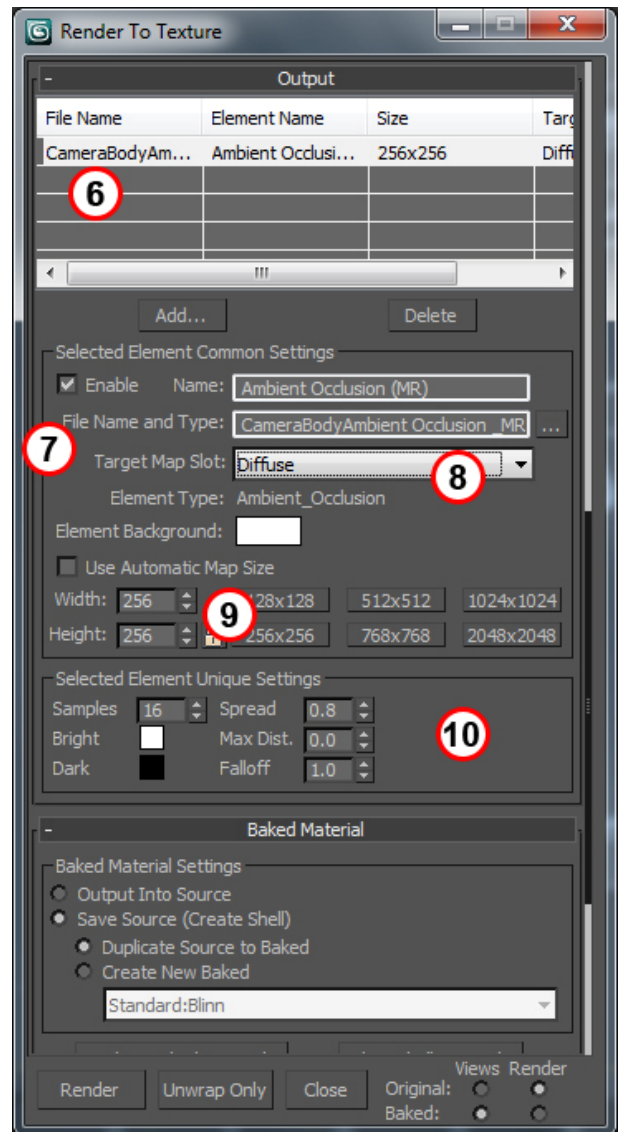 Render To Texture
- Output
File Name Element Name Size Targ
CameraBodyAm... Ambient Occlusi... 256x256 Diff
6
Add... Delete
Selected Element Common Settings
Enable Name: Ambient Occlusion (MR)
File Name and Type: CameraBodyAmbient Occlusion _MR ...
7
Target Map Slot: Diffuse
8
Element Type: Ambient_Occlusion
Element Background:
Use Automatic Map Size
Width: 256 128x128 512x512 1024x1024
9
Height: 256 256x256 768x768 2048x2048
Selected Element Unique Settings
Samples 16 Spread 0.8
Bright Max Dist. 0.0
10
Dark Falloff 1.0
- Baked Material
Baked Material Settings
Output Into Source
Save Source (Create Shell)
Duplicate Source to Baked
Create New Baked
Standard:Blinn
Views Render
Render Unwrap Only Close Original:
Baked: